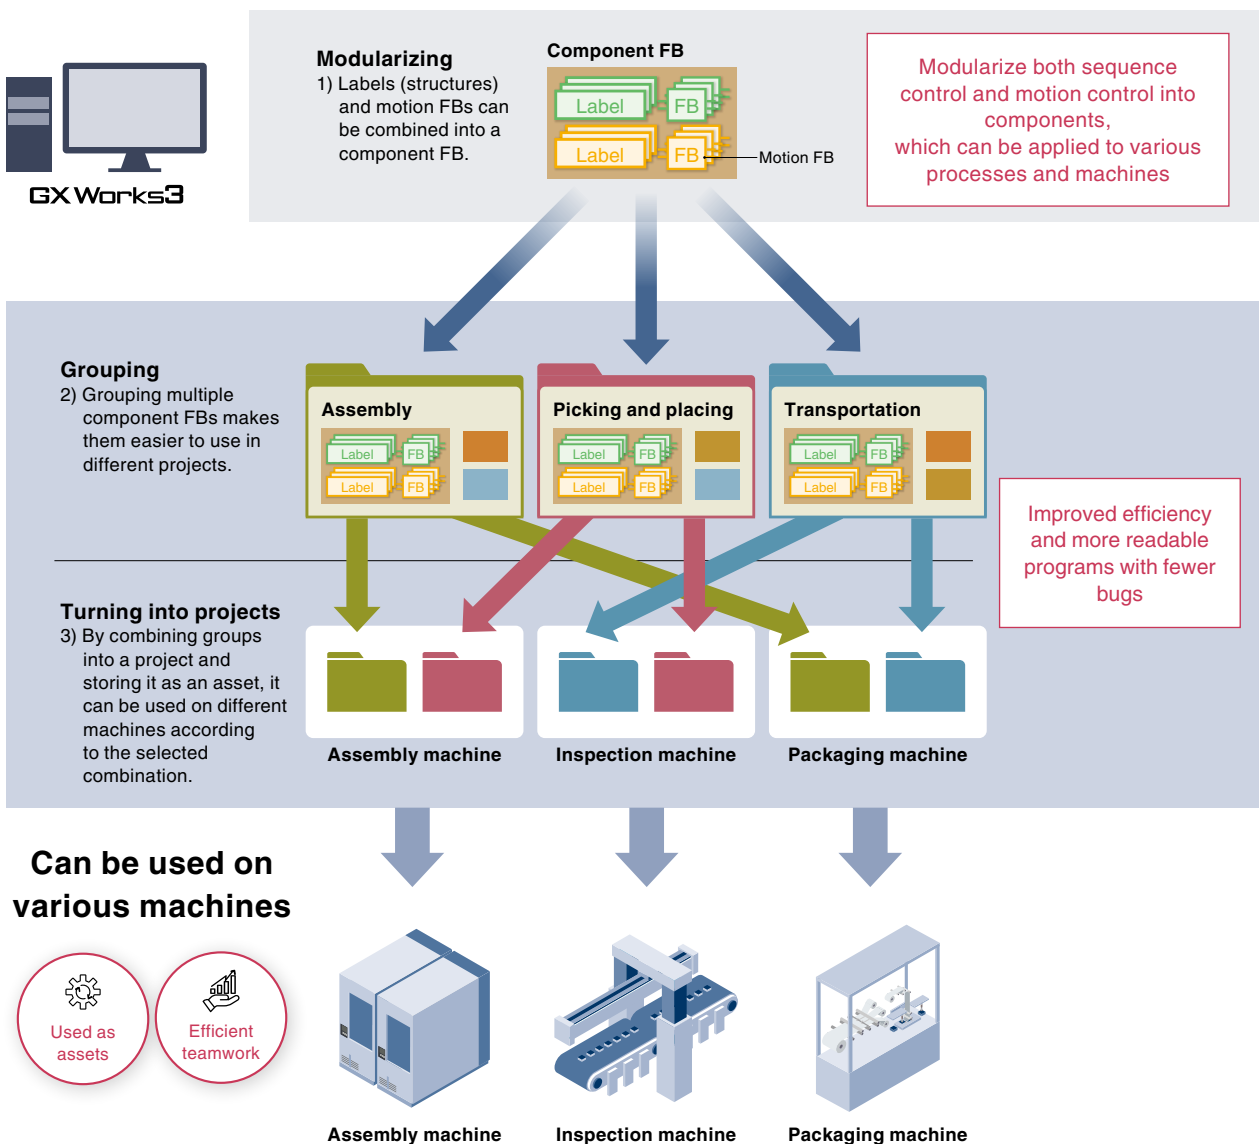 GX Works3
Modularizing
1) Labels (structures)
and motion FBs can
be combined into a
component FB.
Component FB
Label
FB
Label
FB
Motion FB
Modularize both sequence
control and motion control into
components,
which can be applied to various
processes and machines
Grouping
2) Grouping multiple
component FBs makes
them easier to use in
different projects.
Assembly
Label
FB
Label
FB
Picking and placing
Label
FB
Label
FB
Transportation
Label
FB
Label
FB
Improved efficiency
and more readable
programs with fewer
bugs
Turning into projects
3) By combining groups
into a project and
storing it as an asset, it
can be used on different
machines according
to the selected
combination.
Assembly machine
Inspection machine
Packaging machine
Can be used on
various machines
Used as
assets
Efficient
teamwork
Assembly machine
Inspection machine
Packaging machine